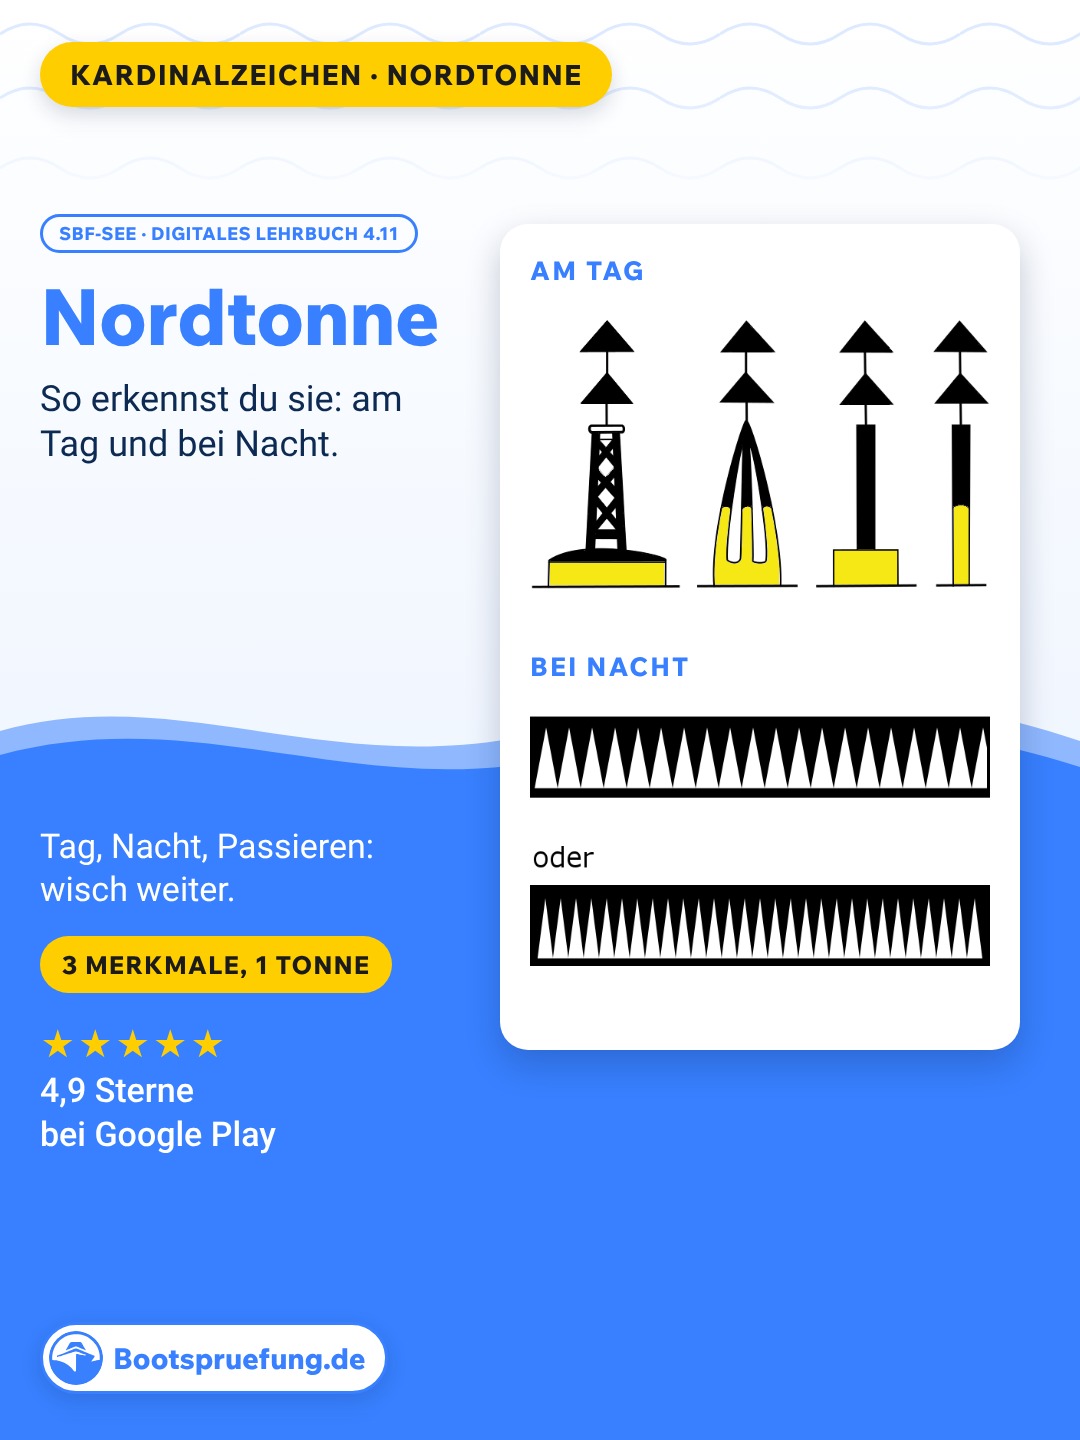 KARDINALZEICHEN · NORDTONNE
SBF-SEE · DIGITALES LEHRBUCH 4.11
Nordtonne
So erkennst du sie: am
Tag und bei Nacht.
AM TAG
BEI NACHT
oder
Tag, Nacht, Passieren:
wisch weiter.
3 MERKMALE, 1 TONNE
★★★★★
4,9 Sterne
bei Google Play
Bootspruefung.de